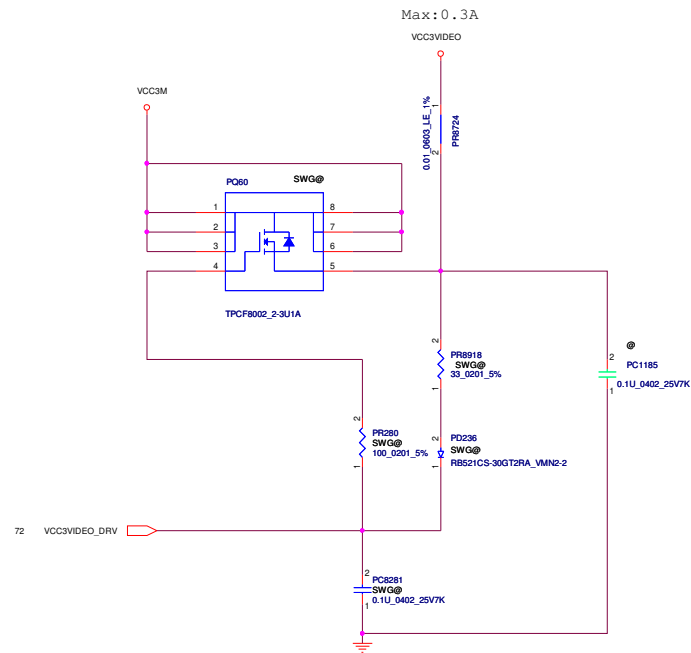 Max:0.3A
VCC3VIDEO
VCC3M
1
0.01_0603_LE_1%
PR8724
2
PQ60
SWG@
1
8
2
7
3
6
4
5
TPCF8002_2-3U1A
2
PR8918
SWG@
33_0201_5%
1
@
2
PC1185
0.1U_0402_25V7K
1
2
PR280
SWG@
100_0201_5%
1
2
PD236
SWG@
RB521CS-30GT2RA_VMN2-2
1
72
VCC3VIDEO_DRV
2
PC8281
SWG@
0.1U_0402_25V7K
1